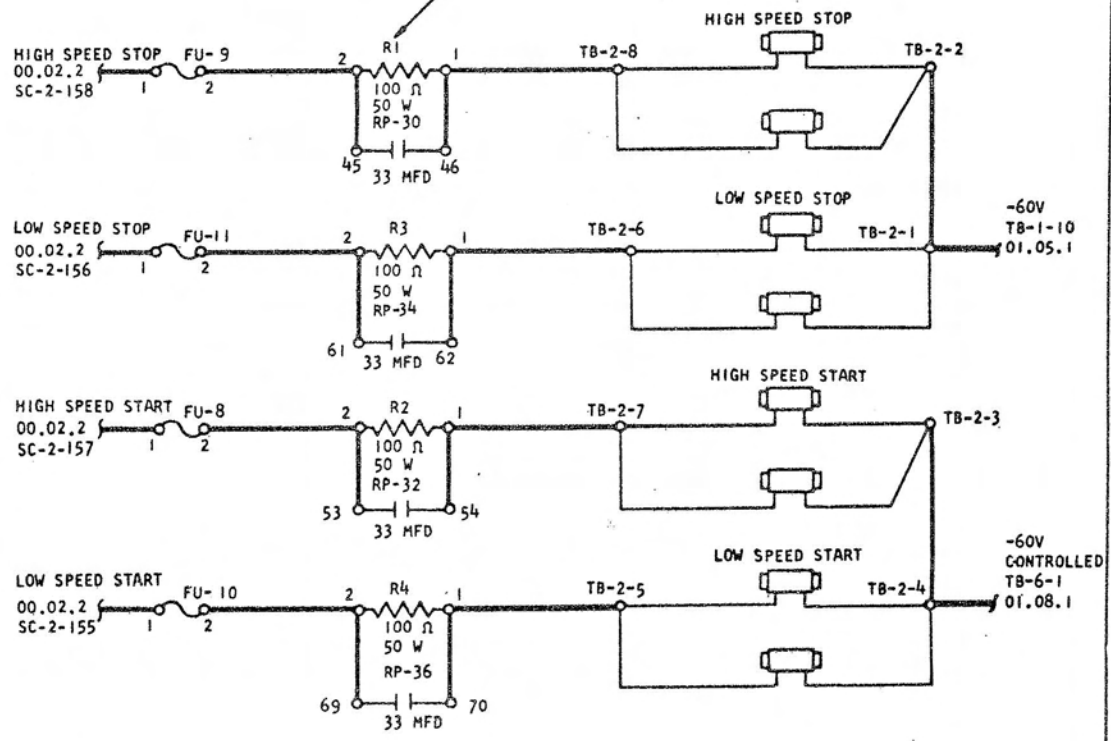 HIGH SPEED STOP
HIGH SPEED STOP
00.02.2
SC-2-158
FU-9
1
2
2
R1
1
100 Ω
50 W
RP-30
45
46
33 MFD
TB-2-8
TB-2-2
LOW SPEED STOP
LOW SPEED STOP
00.02.2
SC-2-156
FU-11
1
2
2
R3
1
100 Ω
50 W
RP-34
61
62
33 MFD
TB-2-6
TB-2-1
-60V
TB-1-10
01.05.1
HIGH SPEED START
HIGH SPEED START
00.02.2
SC-2-157
FU-8
1
2
2
R2
1
100 Ω
50 W
RP-32
53
54
33 MFD
TB-2-7
TB-2-3
LOW SPEED START
LOW SPEED START
00.02.2
SC-2-155
FU-10
1
2
2
R4
1
100 Ω
50 W
RP-36
69
70
33 MFD
TB-2-5
TB-2-4
-60V
CONTROLLED
TB-6-1
01.08.1